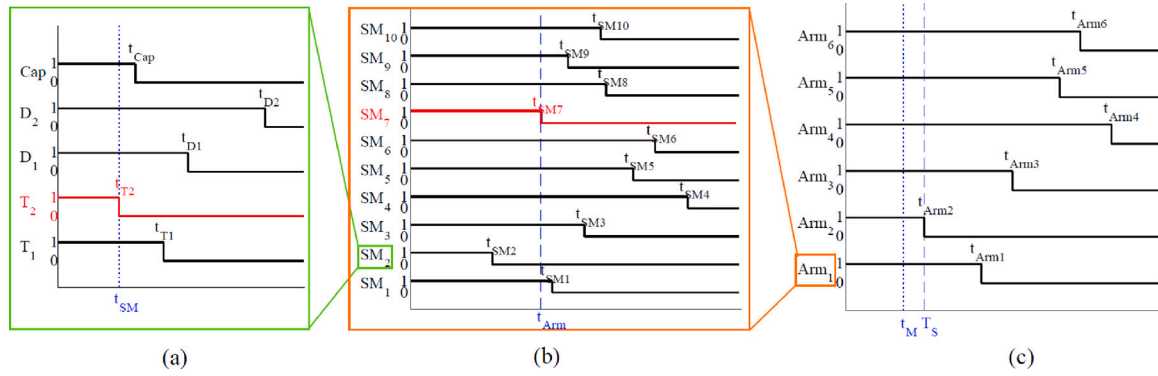 t_Cap
Cap 1
0
t_D2
D_2 1
0
t_D1
D_1 1
0
t_T2
T_2 1
0
t_T1
T_1 1
0
t_SM
(a)
t_SM10
SM_10 1
0
t_SM9
SM_9 1
0
t_SM8
SM_8 1
0
t_SM7
SM_7 1
0
t_SM6
SM_6 1
0
t_SM5
SM_5 1
0
t_SM4
SM_4 1
0
t_SM3
SM_3 1
0
t_SM2
SM_2 1
0
t_SM1
SM_1 1
0
t_Arm
(b)
t_Arm6
Arm_6 1
0
t_Arm5
Arm_5 1
0
t_Arm4
Arm_4 1
0
t_Arm3
Arm_3 1
0
t_Arm2
Arm_2 1
0
t_Arm1
Arm_1 1
0
t_M T_S
(c)